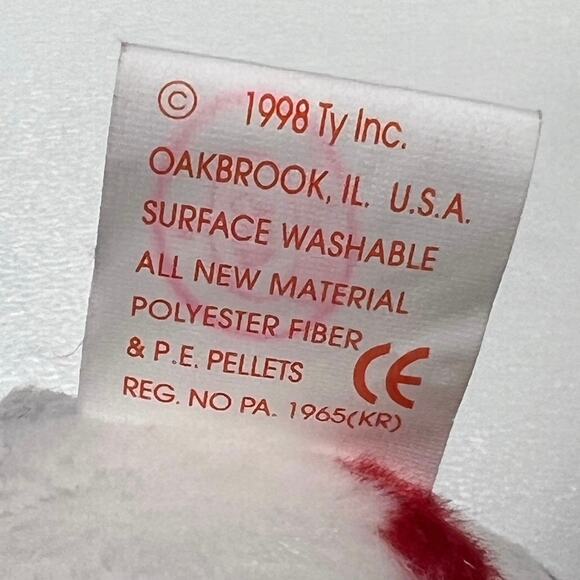 © 1998 Ty Inc.
OAKBROOK, IL. U.S.A.
SURFACE WASHABLE
ALL NEW MATERIAL
POLYESTER FIBER
& P.E. PELLETS CE
REG. NO PA. 1965(KR)